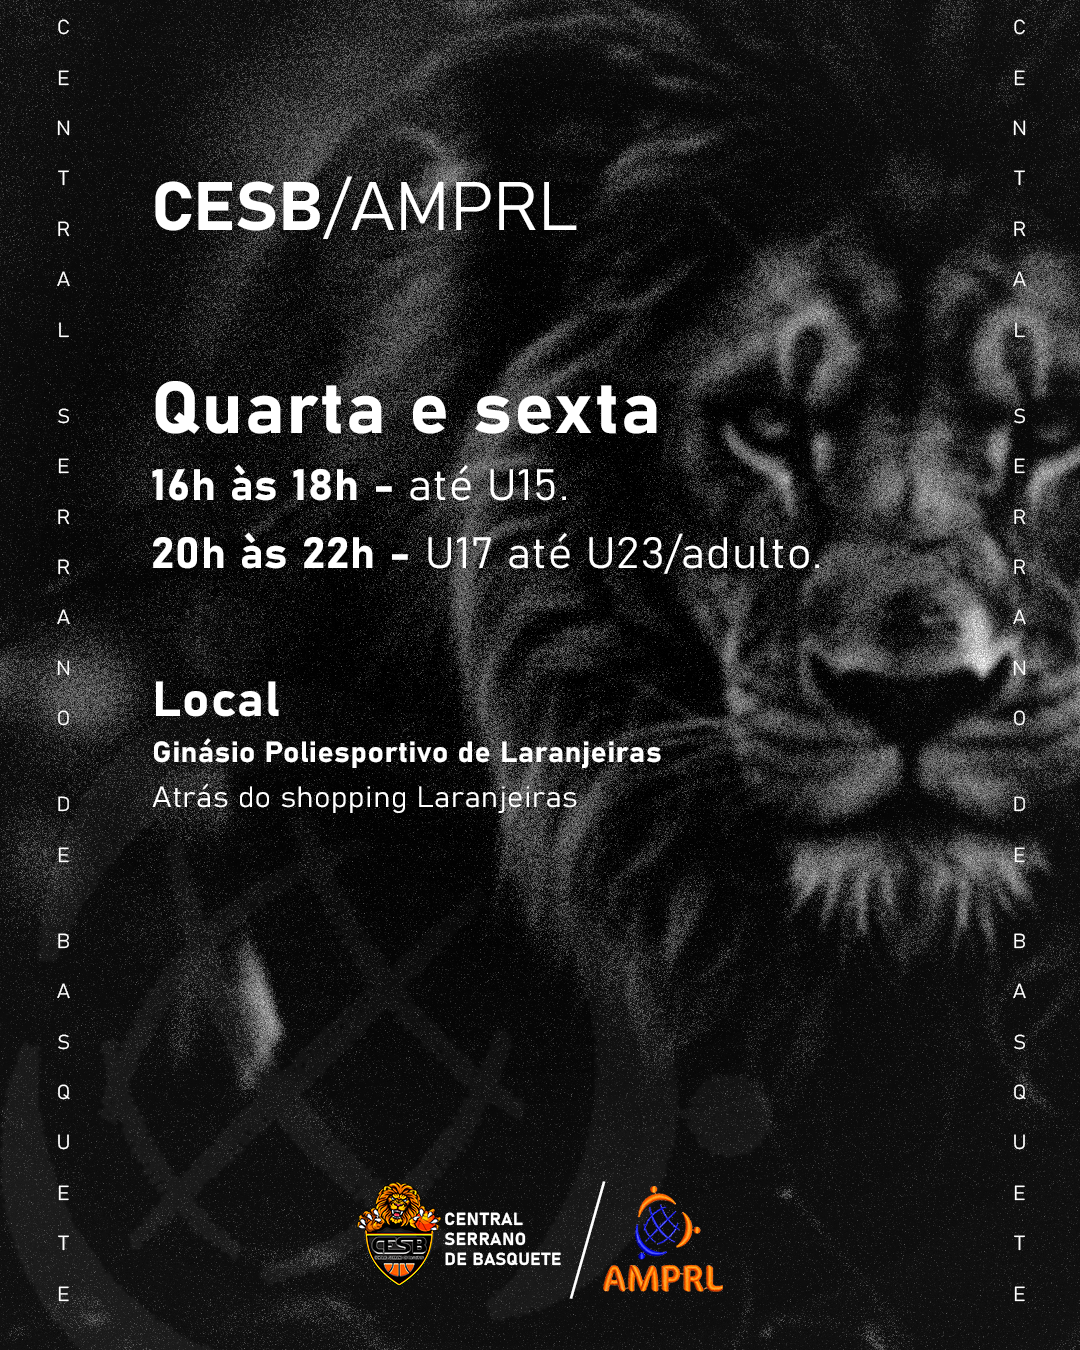 CENTRAL SERRANO DE BASQUETE
CESB/AMPRL
Quarta e sexta
16h às 18h - até U15.
20h às 22h - U17 até U23/adulto.
Local
Ginásio Poliesportivo de Laranjeiras
Atrás do shopping Laranjeiras
CENTRAL SERRANO DE BASQUETE
CESB
CENTRAL
SERRANO
DE BASQUETE
AMPRL